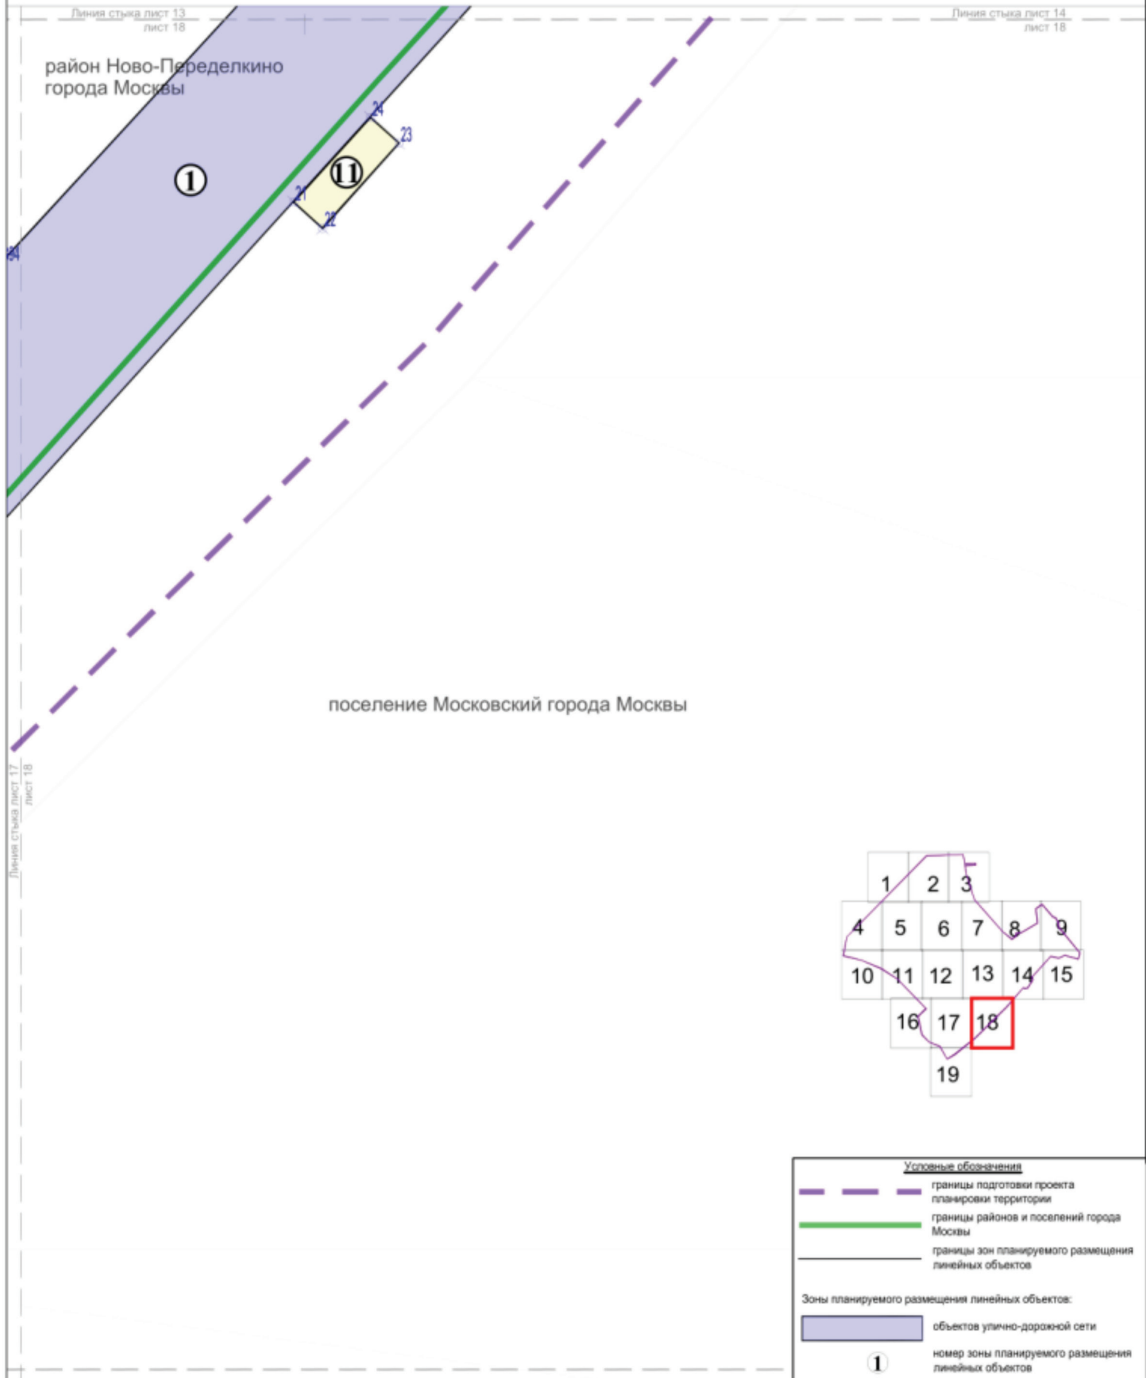 Линия стыка лист 13
лист 18
Линия стыка лист 14
лист 18
район Ново-Переделкино
города Москвы
24
23
11
1
21
22
поселение Московский города Москвы
Линия стыка лист 17
лист 18
1 2 3
4 5 6 7 8 9
10 11 12 13 14 15
16 17 18
19
Условные обозначения
границы подготовки проекта
планировки территории
границы районов и поселений города
Москвы
границы зон планируемого размещения
линейных объектов
Зоны планируемого размещения линейных объектов:
объектов улично-дорожной сети
1
номер зоны планируемого размещения
линейных объектов